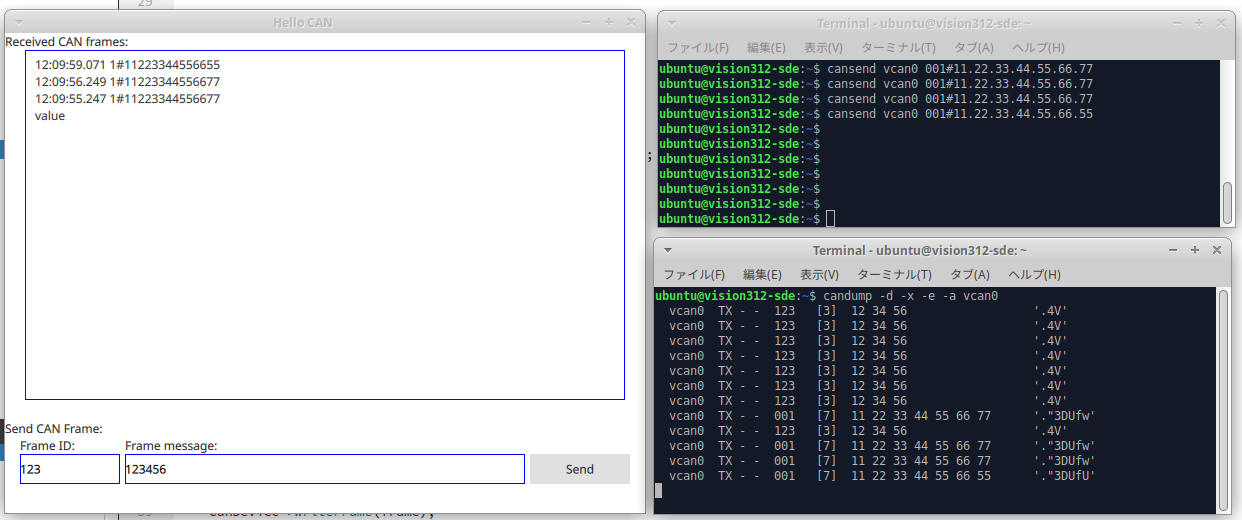 29
Hello CAN
Received CAN frames:
12:09:59.071 1#11223344556655
12:09:56.249 1#11223344556677
12:09:55.247 1#11223344556677
value
Send CAN Frame:
Frame ID:
Frame message:
123
123456
Send
;
Terminal - ubuntu@vision312-sde: ~
ファイル(F) 編集(E) 表示(V) ターミナル(T) タブ(A) ヘルプ(H)
ubuntu@vision312-sde:~$ cansend vcan0 001#11.22.33.44.55.66.77
ubuntu@vision312-sde:~$ cansend vcan0 001#11.22.33.44.55.66.77
ubuntu@vision312-sde:~$ cansend vcan0 001#11.22.33.44.55.66.77
ubuntu@vision312-sde:~$ cansend vcan0 001#11.22.33.44.55.66.55
ubuntu@vision312-sde:~$
ubuntu@vision312-sde:~$
ubuntu@vision312-sde:~$
ubuntu@vision312-sde:~$
ubuntu@vision312-sde:~$
ubuntu@vision312-sde:~$
ubuntu@vision312-sde:~$
Terminal - ubuntu@vision312-sde: ~
ファイル(F) 編集(E) 表示(V) ターミナル(T) タブ(A) ヘルプ(H)
ubuntu@vision312-sde:~$ candump -d -x -e -a vcan0
vcan0 TX - - 123 [3] 12 34 56 '.4V'
vcan0 TX - - 123 [3] 12 34 56 '.4V'
vcan0 TX - - 123 [3] 12 34 56 '.4V'
vcan0 TX - - 123 [3] 12 34 56 '.4V'
vcan0 TX - - 123 [3] 12 34 56 '.4V'
vcan0 TX - - 123 [3] 12 34 56 '.4V'
vcan0 TX - - 123 [3] 12 34 56 '.4V'
vcan0 TX - - 001 [7] 11 22 33 44 55 66 77 '."3DUfw'
vcan0 TX - - 123 [3] 12 34 56 '.4V'
vcan0 TX - - 001 [7] 11 22 33 44 55 66 77 '."3DUfw'
vcan0 TX - - 001 [7] 11 22 33 44 55 66 77 '."3DUfw'
vcan0 TX - - 001 [7] 11 22 33 44 55 66 55 '."3DUfU'